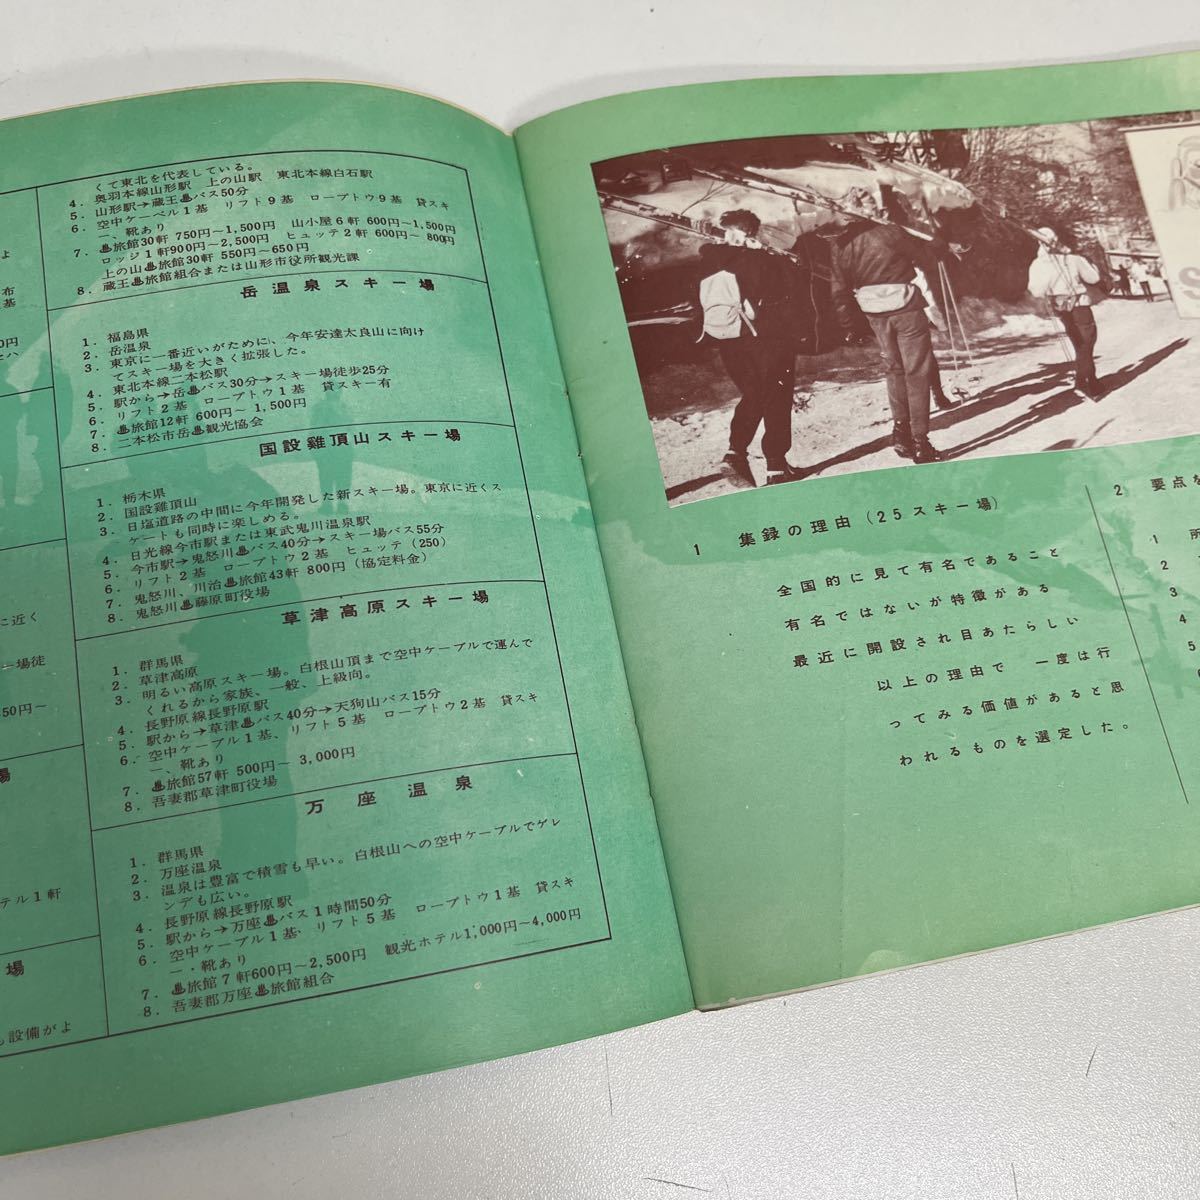 くて東北を代表している。
4．奥羽本線山形駅　上の山駅　東北本線白石駅
5．山形駅→蔵王♨バス50分
6．空中ケーベル1基　リフト9基　ロープトウ9基　貸スキ
ー、靴あり
7．♨旅館30軒 750円～1,500円　山小屋6軒 600円～1,500円
ロッジ1軒900円～2,500円　ヒュッテ2軒 600円～800円
上の山♨旅館30軒 550円～650円
8．蔵王♨旅館組合または山形市役所観光課
岳温泉スキー場
1．福島県
2．岳温泉
3．東京に一番近いがために、今年安達太良山に向け
てスキー場を大きく拡張した。
4．東北本線二本松駅
5．駅から→岳♨バス30分→スキー場徒歩25分
6．リフト2基　ロープトウ1基　貸スキー有
7．♨旅館12軒 600円～1,500円
8．二本松市岳♨観光協会
国設雞頂山スキー場
1．栃木県
2．国設雞頂山
3．日塩道路の中間に今年開発した新スキー場。東京に近くス
ケートも同時に楽しめる。
4．日光線今市駅または東武鬼川温泉駅
5．今市駅→鬼怒川♨バス40分→スキー場バス55分
6．リフト2基　ロープトウ2基　ヒュッテ(250)
7．鬼怒川、川治♨旅館43軒 800円(協定料金)
8．鬼怒川♨藤原町役場
草津高原スキー場
1．群馬県
2．草津高原
3．明るい高原スキー場。白根山頂まで空中ケーブルで運んで
くれるから家族、一般、上級向。
4．長野原線長野原駅
5．駅から→草津♨バス40分→天狗山バス15分
6．空中ケーブル1基、リフト5基　ロープトウ2基　貸スキ
ー、靴あり
7．♨旅館57軒 500円～3,000円
8．吾妻郡草津町役場
万座温泉
1．群馬県
2．万座温泉
3．温泉は豊富で積雪も早い。白根山への空中ケーブルでゲレ
ンデも広い。
4．長野原線長野原駅
5．駅から→万座♨バス1時間50分
6．空中ケーブル1基、リフト5基　ロープトウ1基　貸スキ
ー・靴あり
7．♨旅館7軒600円～2,500円　観光ホテル1,000円～4,000円
8．吾妻郡万座♨旅館組合
1　集録の理由(25スキー場)
全国的に見て有名であること
有名ではないが特徴がある
最近に開設され目あたらしい
以上の理由で　一度は行
ってみる価値があると思
われるものを選定した。
2　要点を
1　所
2
3
4
5
布
基
に近く
場徒
50円～
場
テル1軒
場
設備がよ